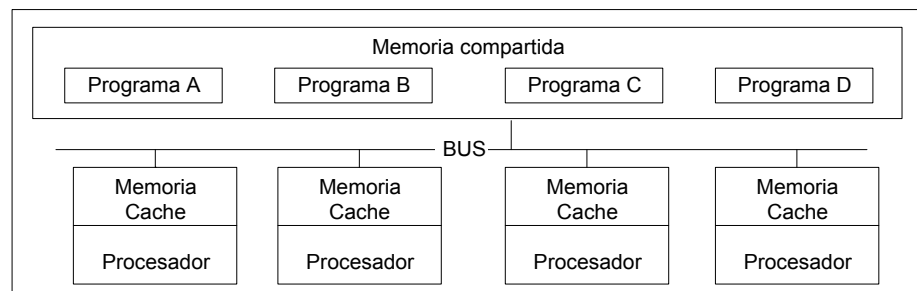 Memoria compartida
Programa A Programa B Programa C Programa D
BUS
Memoria Memoria Memoria Memoria
Cache Cache Cache Cache
Procesador Procesador Procesador Procesador